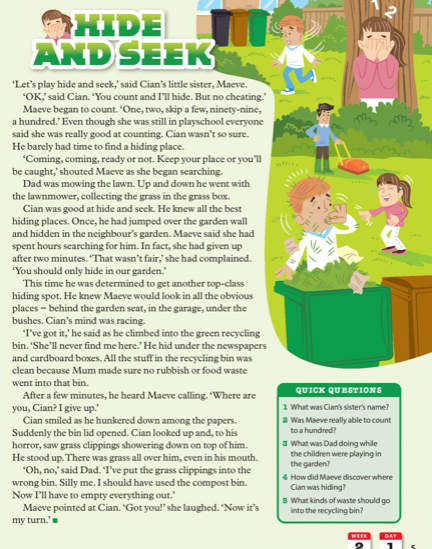 HIDE
AND SEEK
1 2
'Let's play hide and seek,' said Cian's little sister, Maeve.
'OK,' said Cian. 'You count and I'll hide. But no cheating.'
Maeve began to count. 'One, two, skip a few, ninety-nine,
a hundred.' Even though she was still in playschool everyone
said she was really good at counting. Cian wasn't so sure.
He barely had time to find a hiding place.
'Coming, coming, ready or not. Keep your place or you'll
be caught,' shouted Maeve as she began searching.
Dad was mowing the lawn. Up and down he went with
the lawnmower, collecting the grass in the grass box.
Cian was good at hide and seek. He knew all the best
hiding places. Once, he had jumped over the garden wall
and hidden in the neighbour's garden. Maeve said she had
spent hours searching for him. In fact, she had given up
after two minutes. 'That wasn't fair,' she had complained.
'You should only hide in our garden.'
This time he was determined to get another top-class
hiding spot. He knew Maeve would look in all the obvious
places – behind the garden seat, in the garage, under the
bushes. Cian's mind was racing.
'I've got it,' he said as he climbed into the green recycling
bin. 'She'll never find me here.' He hid under the newspapers
and cardboard boxes. All the stuff in the recycling bin was
clean because Mum made sure no rubbish or food waste
went into that bin.
After a few minutes, he heard Maeve calling. 'Where are
you, Cian? I give up.'
Cian smiled as he hunkered down among the papers.
Suddenly the bin lid opened. Cian looked up and, to his
horror, saw grass clippings showering down on top of him.
He stood up. There was grass all over him, even in his mouth.
'Oh, no,' said Dad. 'I've put the grass clippings into the
wrong bin. Silly me. I should have used the compost bin.
Now I'll have to empty everything out.'
Maeve pointed at Cian. 'Got you!' she laughed. 'Now it's
my turn.'
QUICK QUESTIONS
1 What was Cian's sister's name?
2 Was Maeve really able to count
to a hundred?
3 What was Dad doing while
the children were playing in
the garden?
4 How did Maeve discover where
Cian was hiding?
5 What kinds of waste should go
into the recycling bin?
WEEK DAY
2 1 5